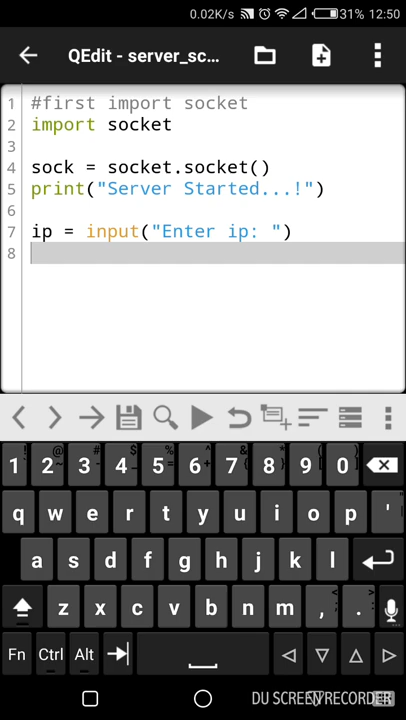 0.02K/s 31% 12:50
QEdit - server_sc...
1 #first import socket
2 import socket
3
4 sock = socket.socket()
5 print("Server Started...!")
6
7 ip = input("Enter ip: ")
8
1 2 3 4 5 6 7 8 9 0
q w e r t y u i o p '
a s d f g h j k l
z x c v b n m , .
Fn Ctrl Alt
DU SCREEN RECORDER